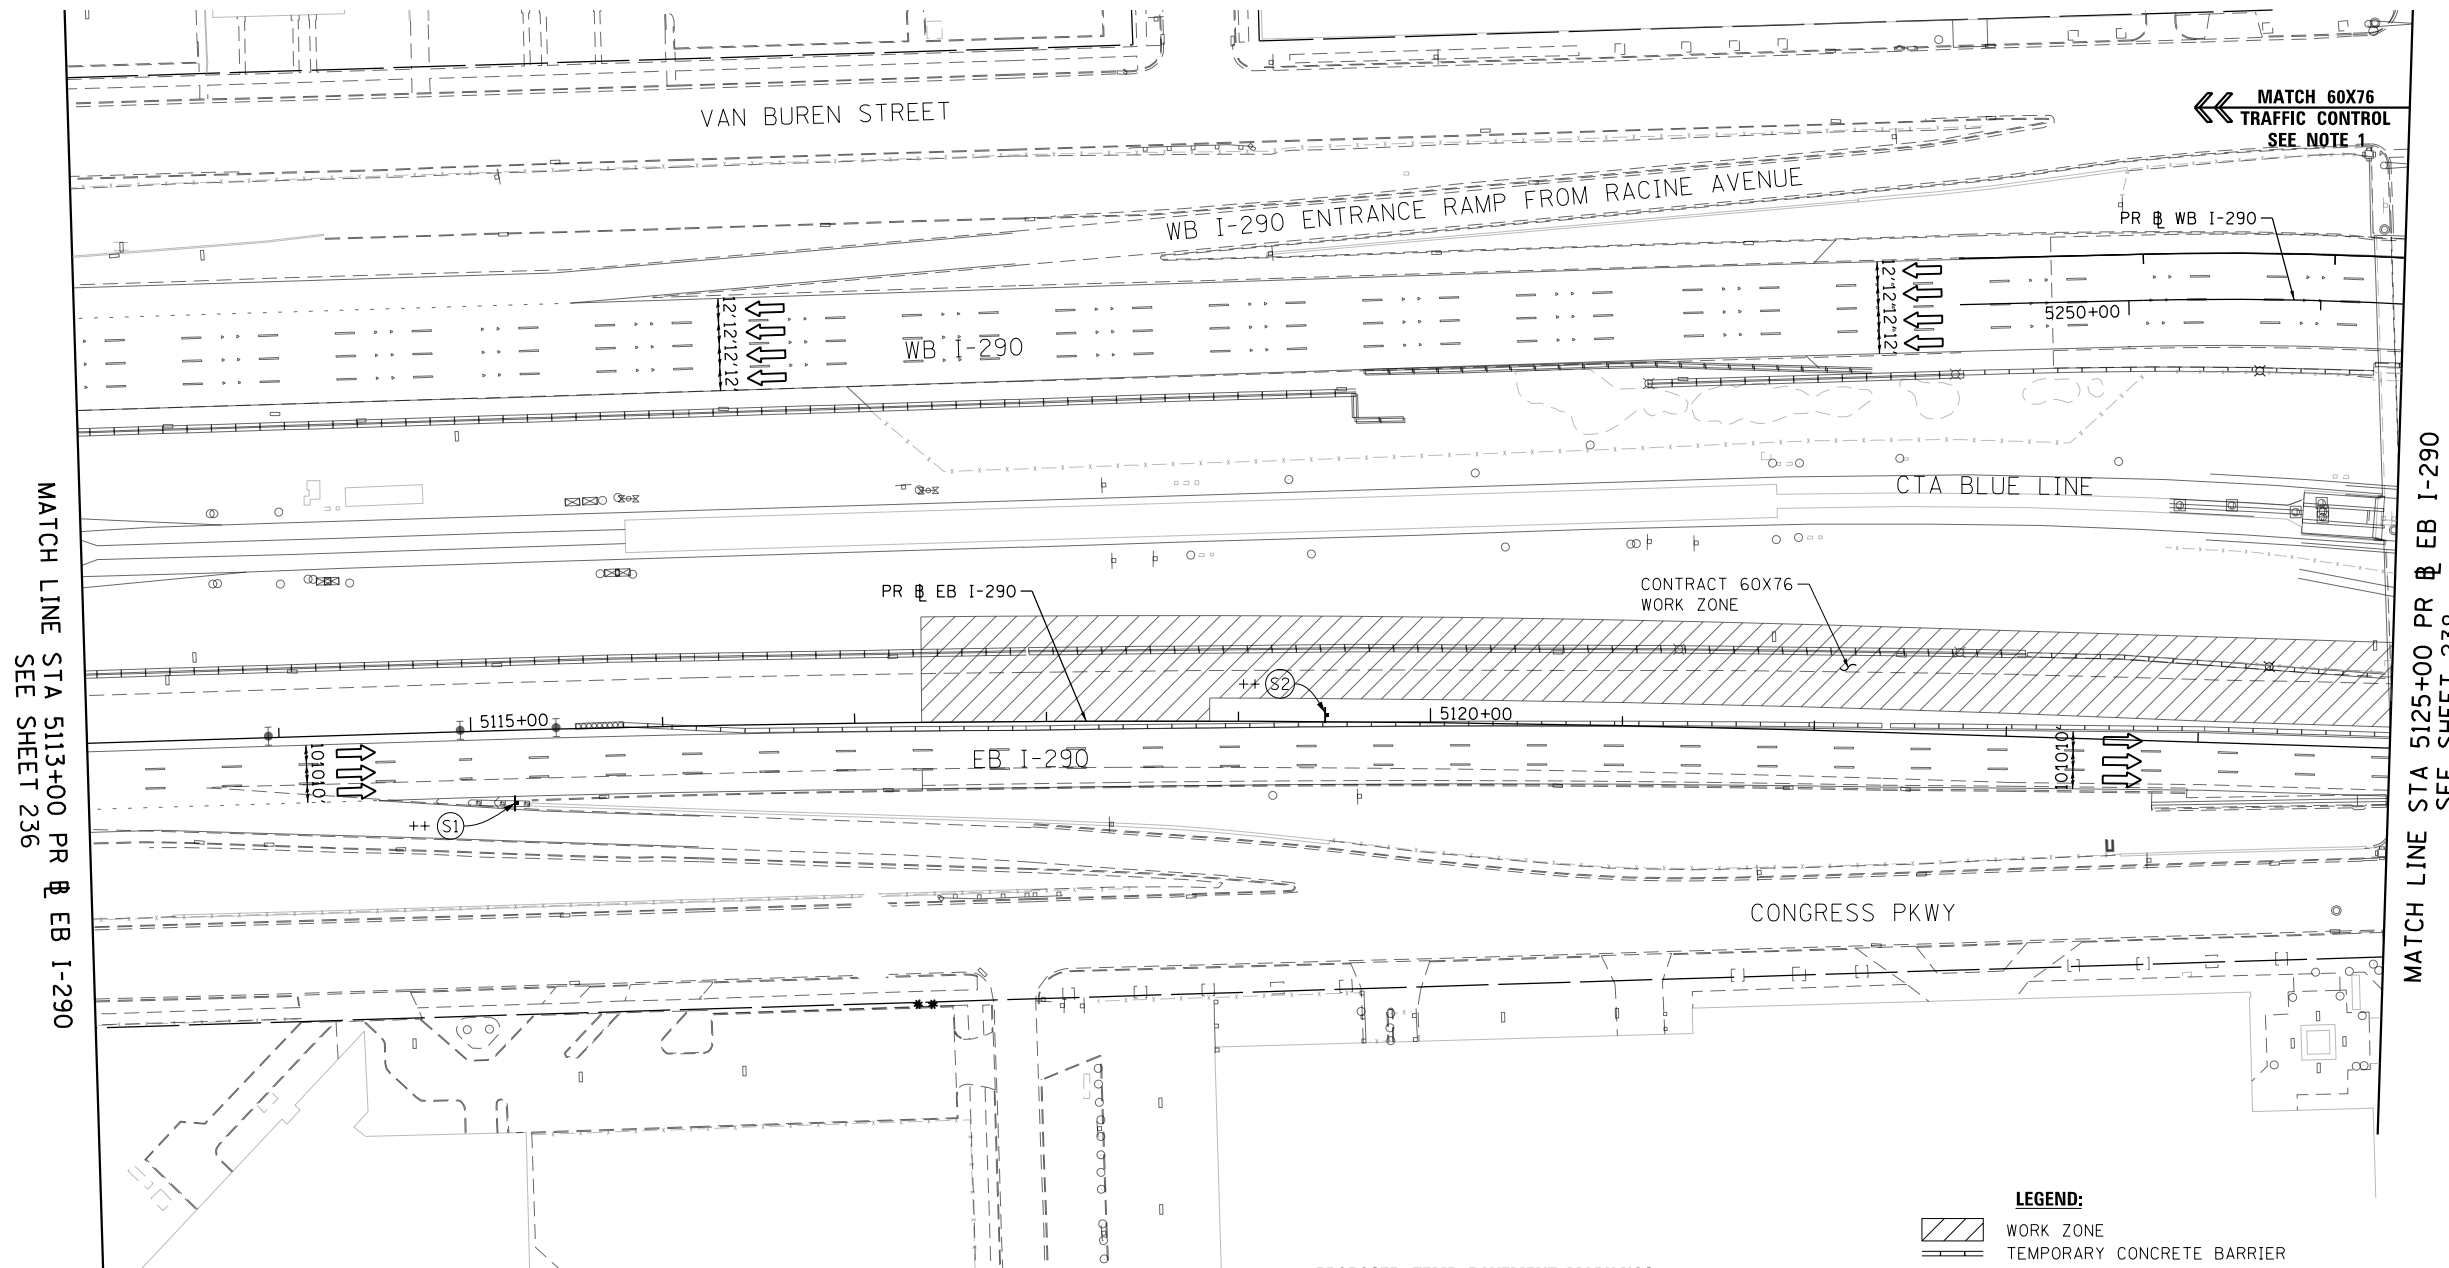 VAN BUREN STREET
MATCH 60X76
TRAFFIC CONTROL
SEE NOTE 1
WB I-290 ENTRANCE RAMP FROM RACINE AVENUE
PR ℄ WB I-290
12' 12' 12' 12'
12' 12' 12' 12'
5250+00
WB I-290
CTA BLUE LINE
MATCH LINE STA 5113+00 PR ℄ EB I-290
SEE SHEET 236
MATCH LINE STA 5125+00 PR ℄ EB I-290
PR ℄ EB I-290
CONTRACT 60X76
WORK ZONE
++ S2
5115+00
5120+00
EB I-290
10' 10' 10'
10' 10' 10'
++ S1
CONGRESS PKWY
LEGEND:
WORK ZONE
TEMPORARY CONCRETE BARRIER